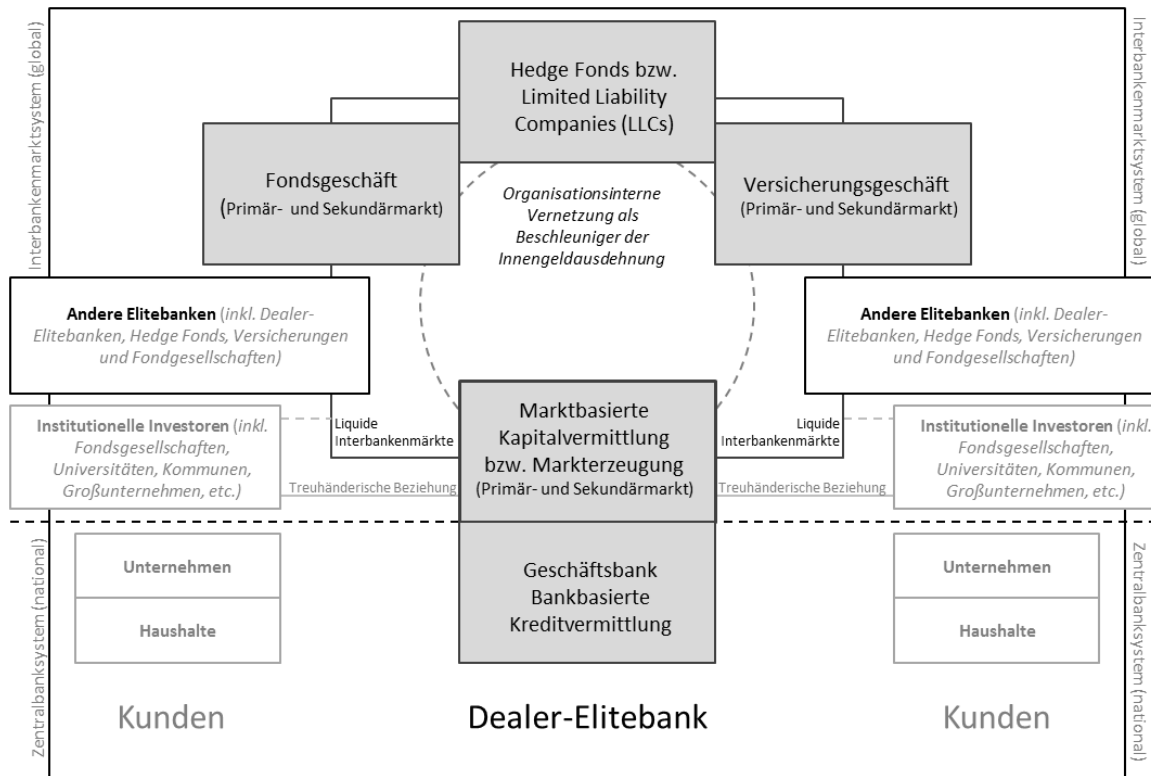 Interbankenmarktsystem (global)
Interbankenmarktsystem (global)
Hedge Fonds bzw.
Limited Liability
Companies (LLCs)
Fondsgeschäft
(Primär- und Sekundärmarkt)
Organisationsinterne
Vernetzung als
Beschleuniger der
Innengeldausdehnung
Versicherungsgeschäft
(Primär- und Sekundärmarkt)
Andere Elitebanken (inkl. Dealer-
Elitebanken, Hedge Fonds, Versicherungen
und Fondgesellschaften)
Andere Elitebanken (inkl. Dealer-
Elitebanken, Hedge Fonds, Versicherungen
und Fondgesellschaften)
Institutionelle Investoren (inkl.
Fondsgesellschaften,
Universitäten, Kommunen,
Großunternehmen, etc.)
Liquide
Interbankenmärkte
Treuhänderische Beziehung
Marktbasierte
Kapitalvermittlung
bzw. Markterzeugung
(Primär- und Sekundärmarkt)
Liquide
Interbankenmärkte
Treuhänderische Beziehung
Institutionelle Investoren (inkl.
Fondsgesellschaften,
Universitäten, Kommunen,
Großunternehmen, etc.)
Zentralbanksystem (national)
Unternehmen
Haushalte
Geschäftsbank
Bankbasierte
Kreditvermittlung
Unternehmen
Haushalte
Zentralbanksystem (national)
Kunden
Dealer-Elitebank
Kunden